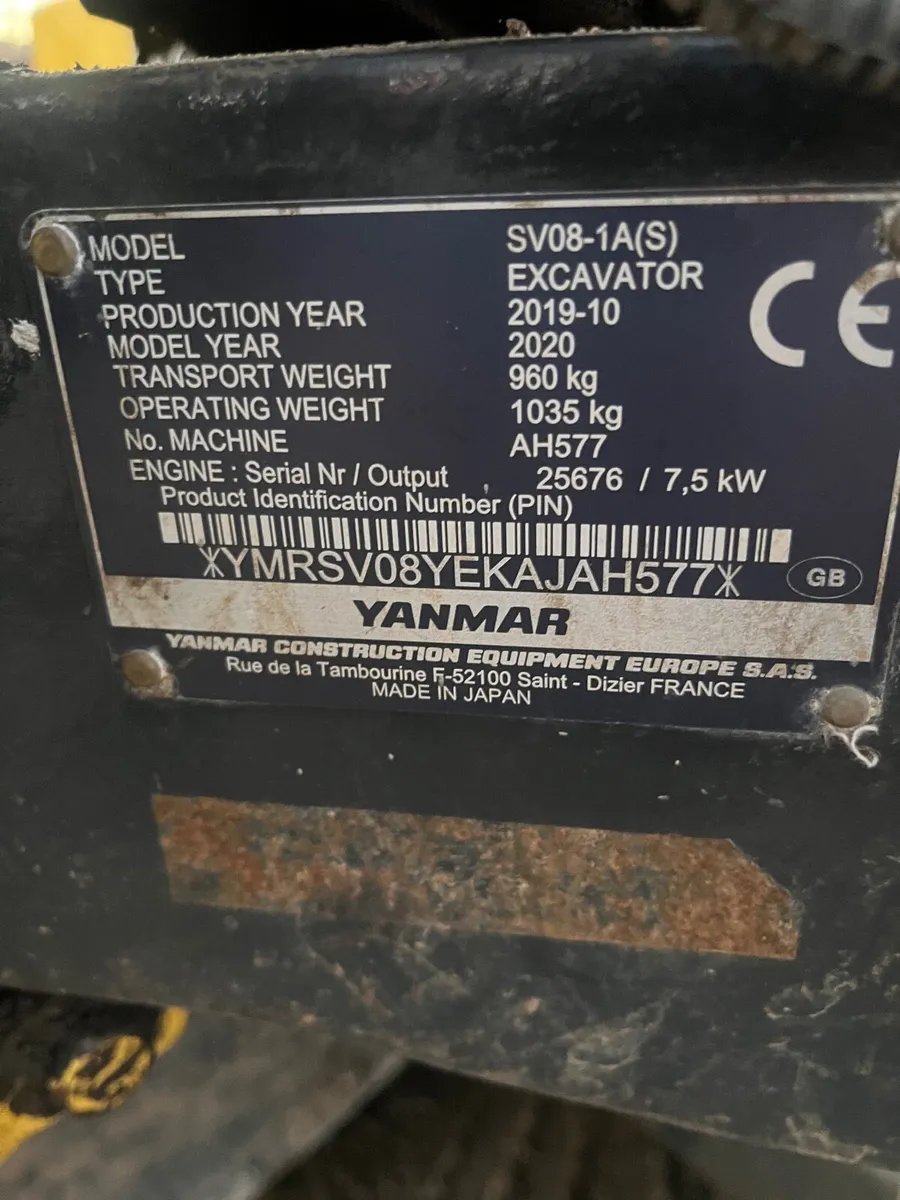 MODEL SV08-1A(S)
TYPE EXCAVATOR
PRODUCTION YEAR 2019-10
MODEL YEAR 2020
TRANSPORT WEIGHT 960 kg
OPERATING WEIGHT 1035 kg
No. MACHINE AH577
ENGINE : Serial Nr / Output 25676 / 7,5 kW
Product Identification Number (PIN)
*YMRSV08YEKAJAH577*
GB
YANMAR
YANMAR CONSTRUCTION EQUIPMENT EUROPE S.A.S.
Rue de la Tambourine F-52100 Saint - Dizier FRANCE
MADE IN JAPAN
CE